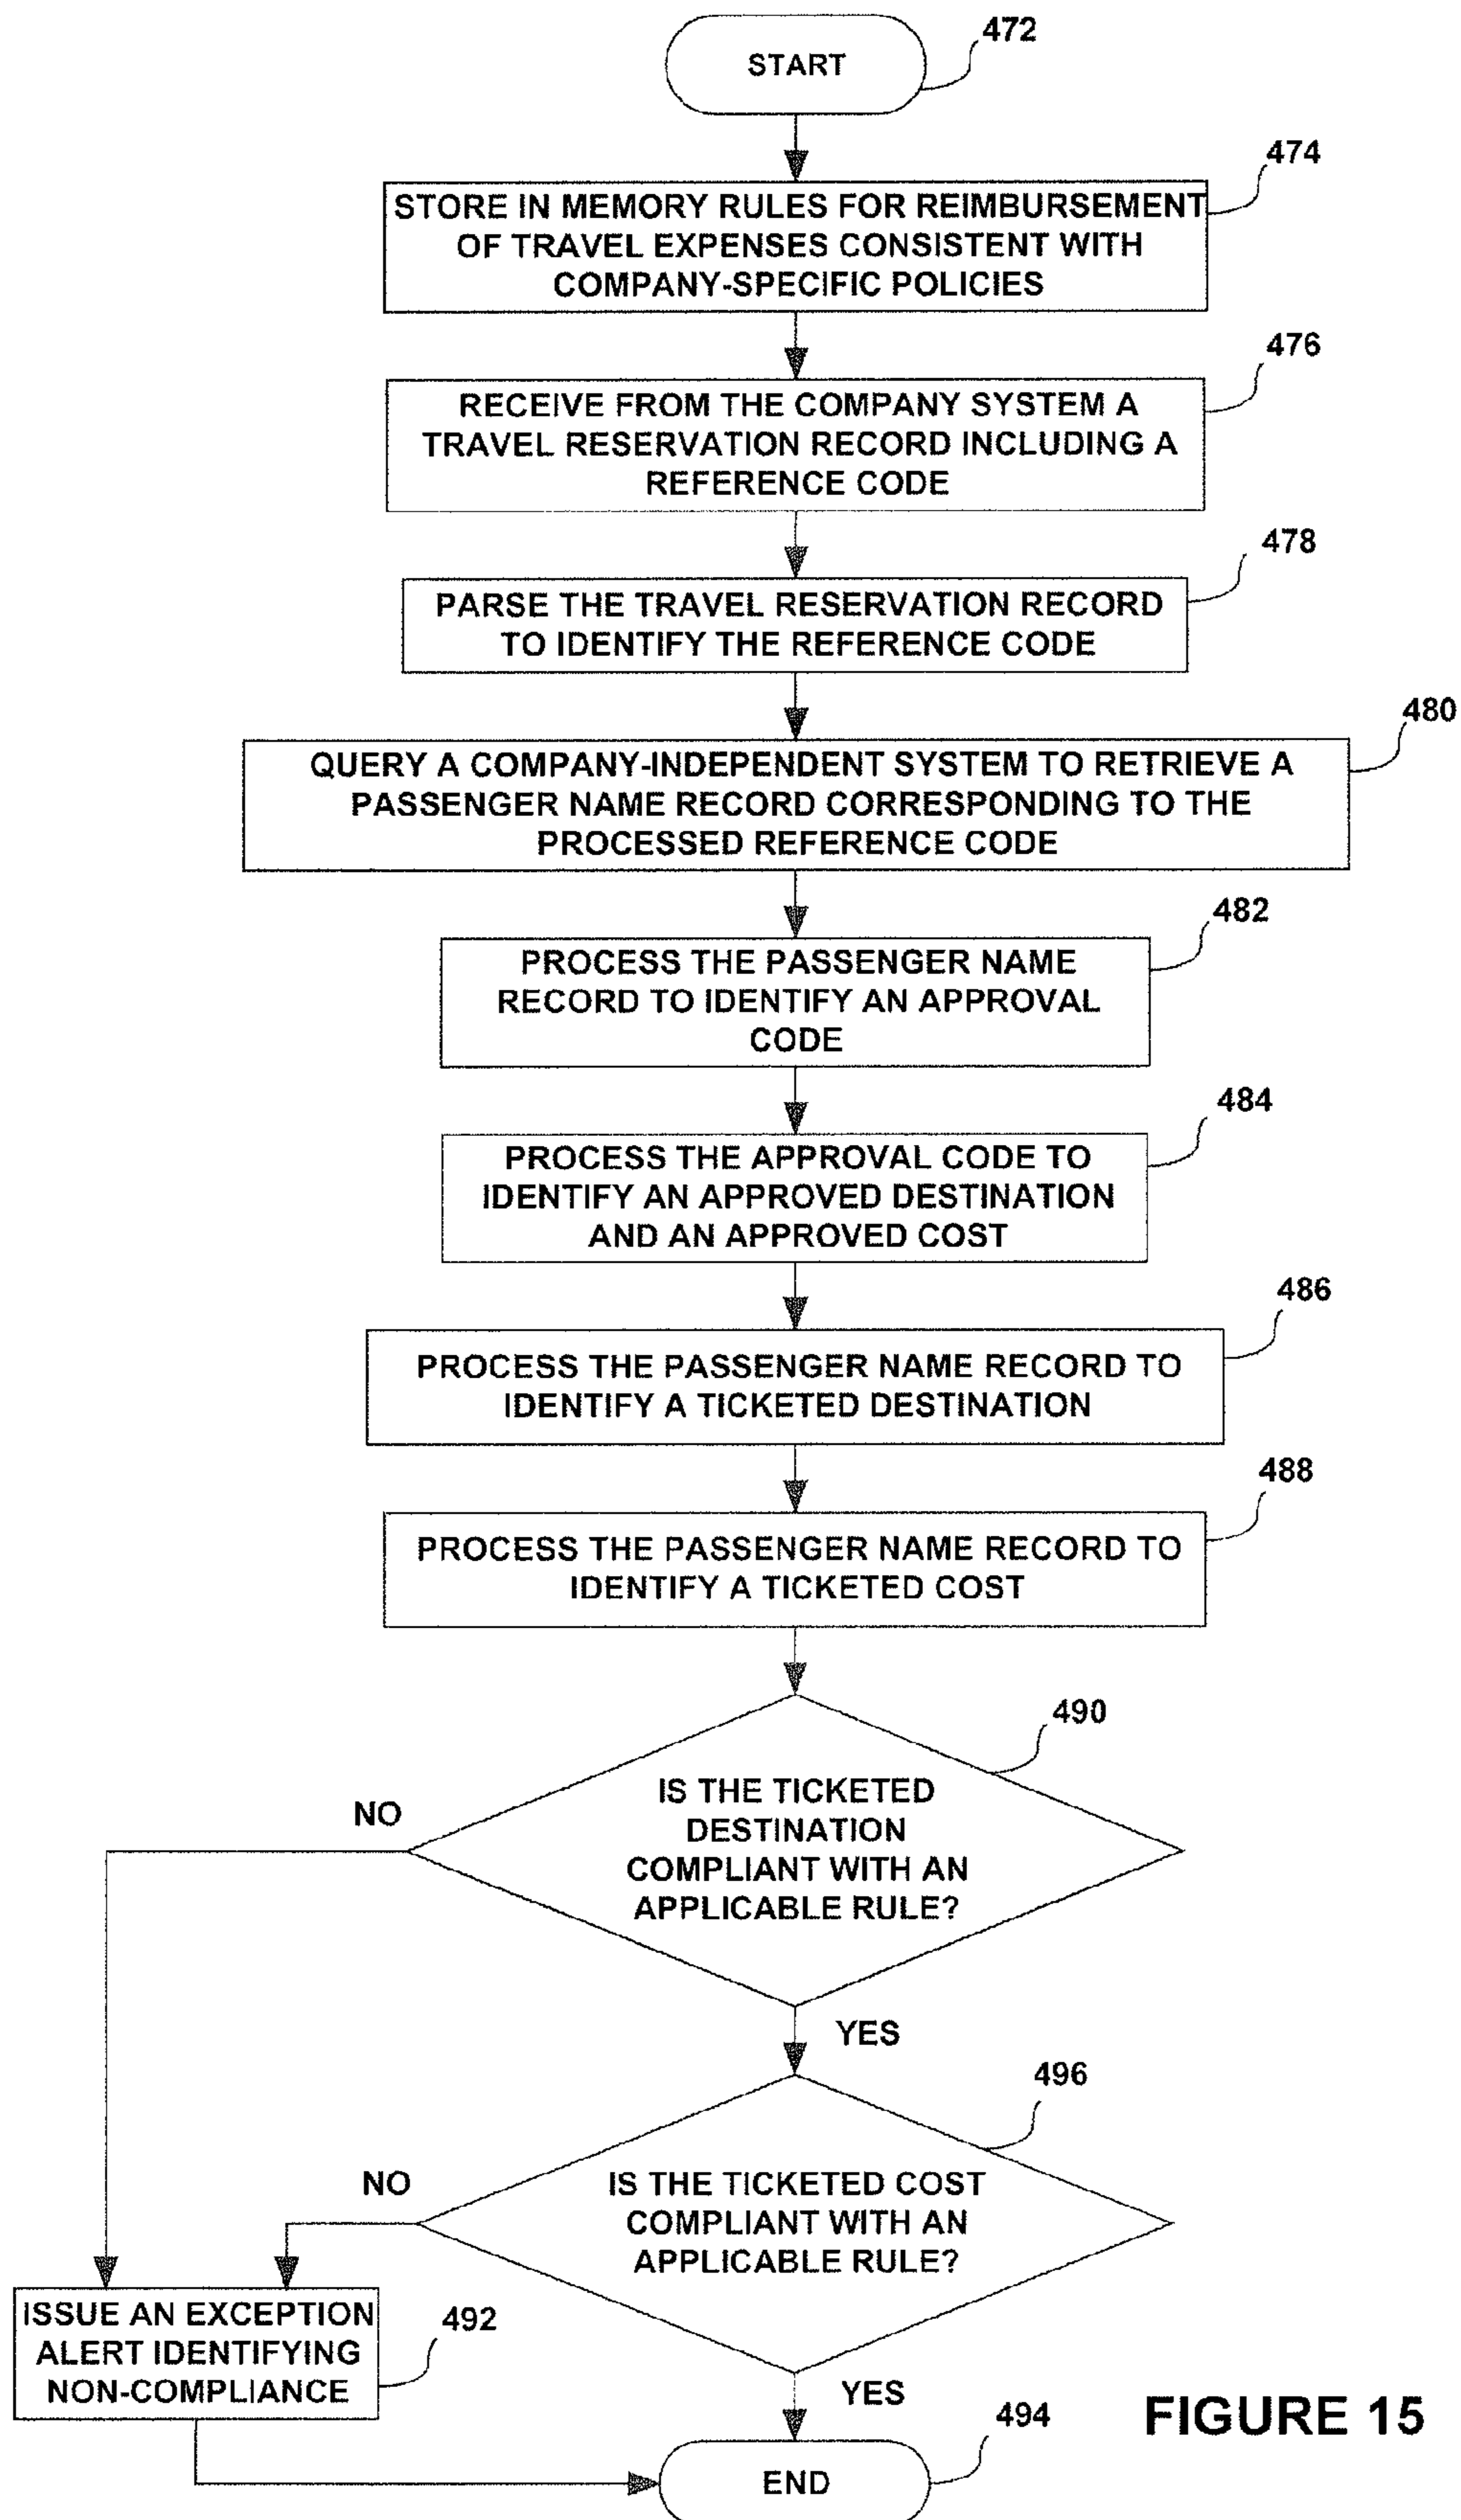 START
472
474
STORE IN MEMORY RULES FOR REIMBURSEMENT
OF TRAVEL EXPENSES CONSISTENT WITH
COMPANY-SPECIFIC POLICIES
476
RECEIVE FROM THE COMPANY SYSTEM A
TRAVEL RESERVATION RECORD INCLUDING A
REFERENCE CODE
478
PARSE THE TRAVEL RESERVATION RECORD
TO IDENTIFY THE REFERENCE CODE
480
QUERY A COMPANY-INDEPENDENT SYSTEM TO RETRIEVE A
PASSENGER NAME RECORD CORRESPONDING TO THE
PROCESSED REFERENCE CODE
482
PROCESS THE PASSENGER NAME
RECORD TO IDENTIFY AN APPROVAL
CODE
484
PROCESS THE APPROVAL CODE TO
IDENTIFY AN APPROVED DESTINATION
AND AN APPROVED COST
486
PROCESS THE PASSENGER NAME RECORD TO
IDENTIFY A TICKETED DESTINATION
488
PROCESS THE PASSENGER NAME RECORD TO
IDENTIFY A TICKETED COST
490
IS THE TICKETED
DESTINATION
COMPLIANT WITH AN
APPLICABLE RULE?
NO
YES
496
IS THE TICKETED COST
COMPLIANT WITH AN
APPLICABLE RULE?
NO
YES
ISSUE AN EXCEPTION
ALERT IDENTIFYING
NON-COMPLIANCE
492
494
END
FIGURE 15